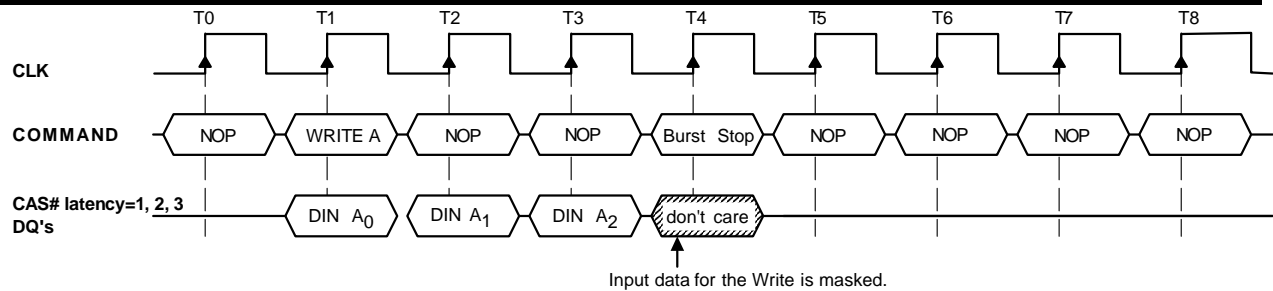 T0 T1 T2 T3 T4 T5 T6 T7 T8
CLK
COMMAND NOP WRITE A NOP NOP Burst Stop NOP NOP NOP NOP
CAS# latency=1, 2, 3
DQ's DIN A0 DIN A1 DIN A2 don't care
Input data for the Write is masked.